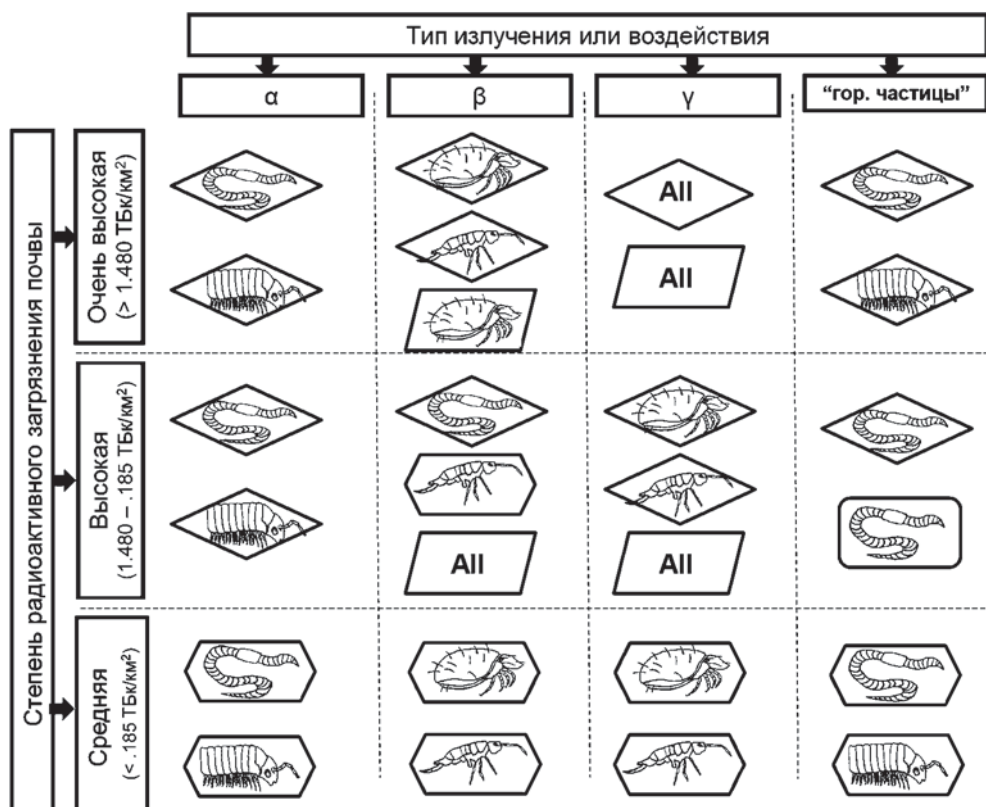 Тип излучения или воздействия
α
β
γ
“гор. частицы”
Степень радиоактивного загрязнения почвы
Очень высокая
(> 1.480 ТБк/км²)
All
All
Высокая
(1.480 – .185 ТБк/км²)
All
All
Средняя
(< .185 ТБк/км²)